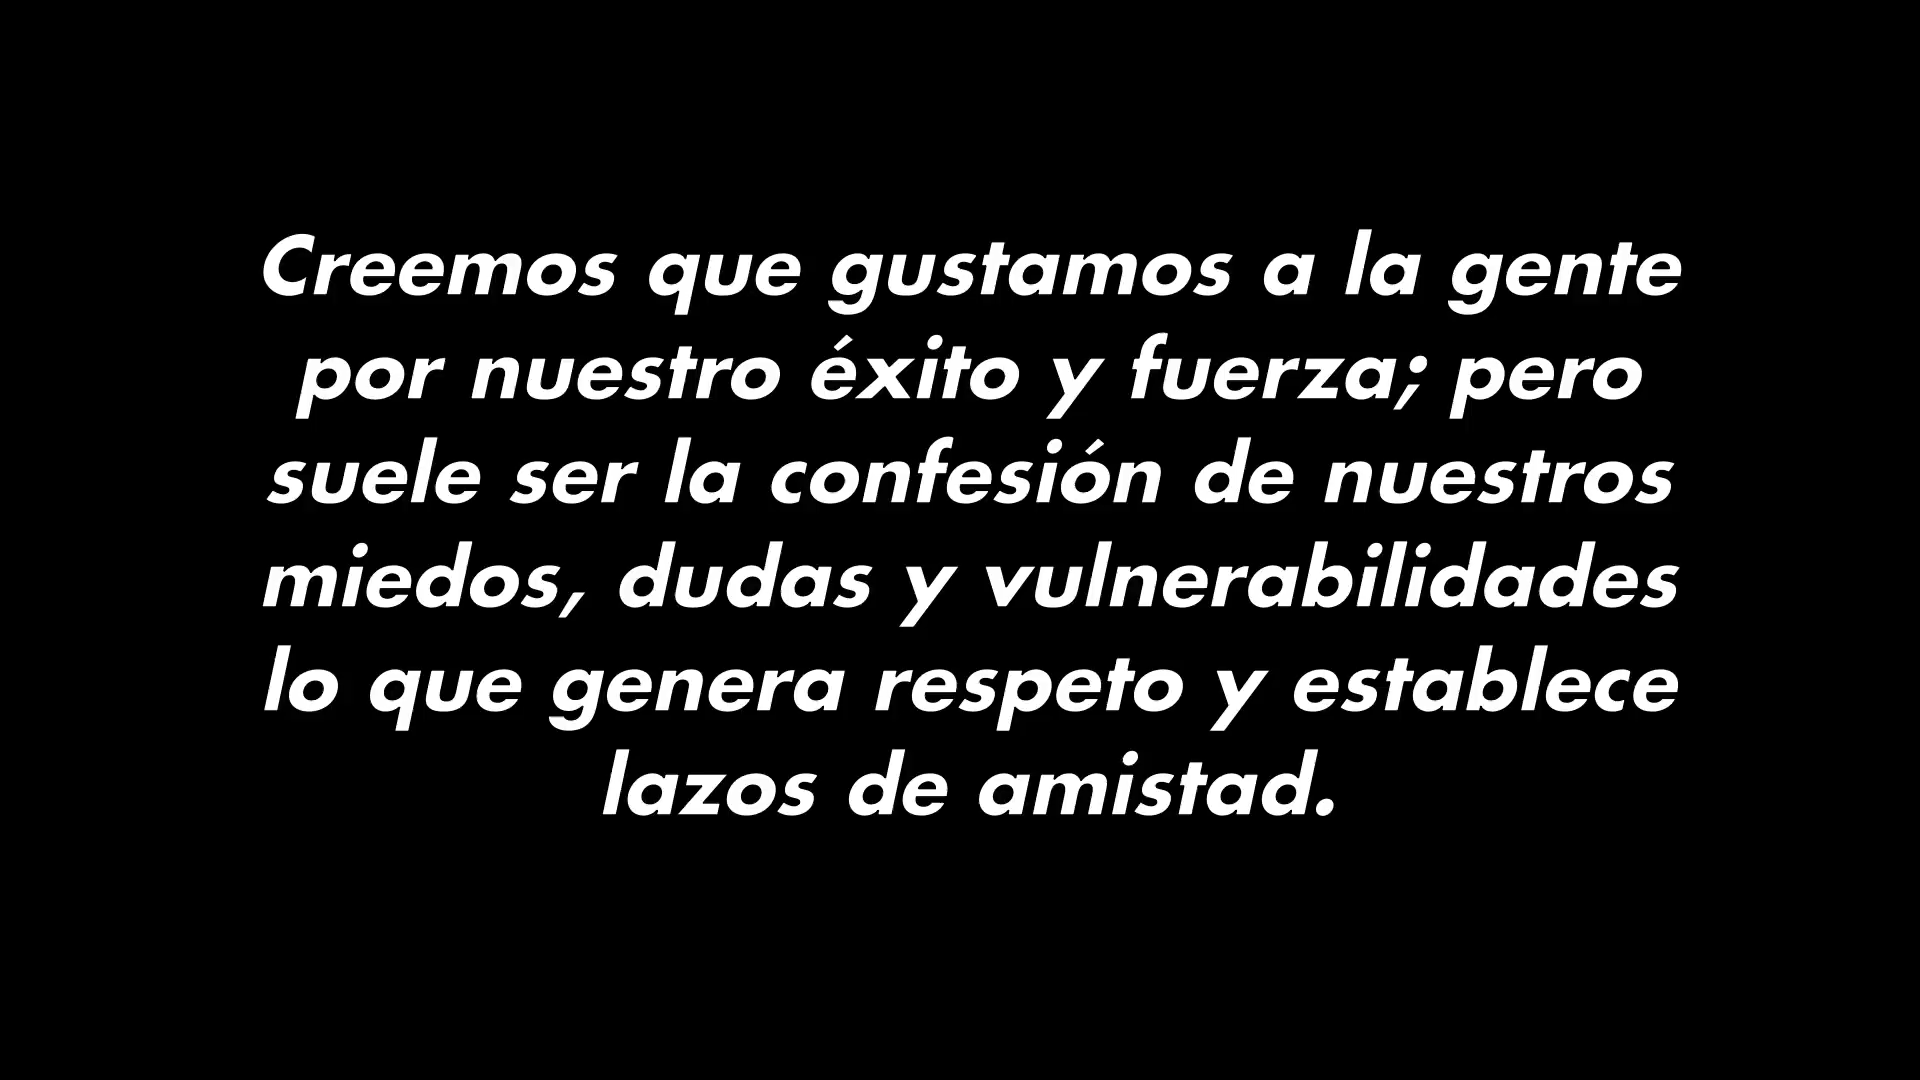 Creemos que gustamos a la gente
por nuestro éxito y fuerza; pero
suele ser la confesión de nuestros
miedos, dudas y vulnerabilidades
lo que genera respeto y establece
lazos de amistad.